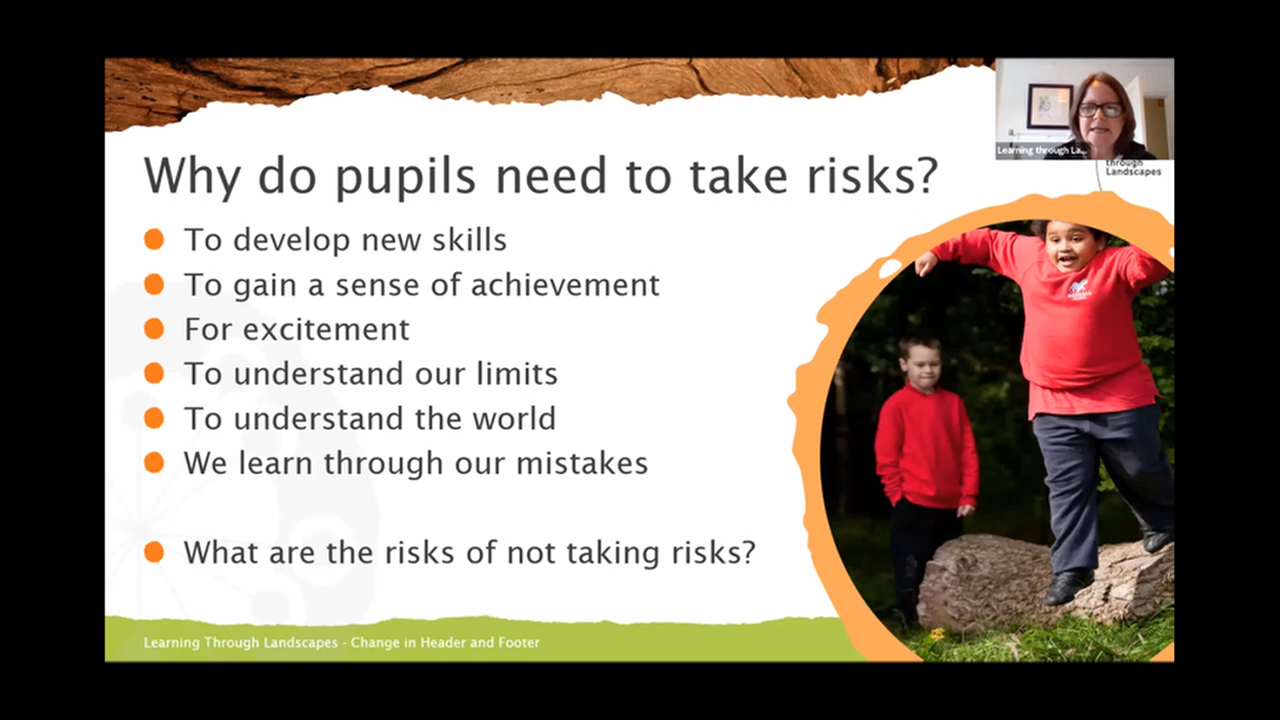 Learning through La...
through
Landscapes
Why do pupils need to take risks?
To develop new skills
To gain a sense of achievement
For excitement
To understand our limits
To understand the world
We learn through our mistakes
What are the risks of not taking risks?
Learning Through Landscapes - Change in Header and Footer